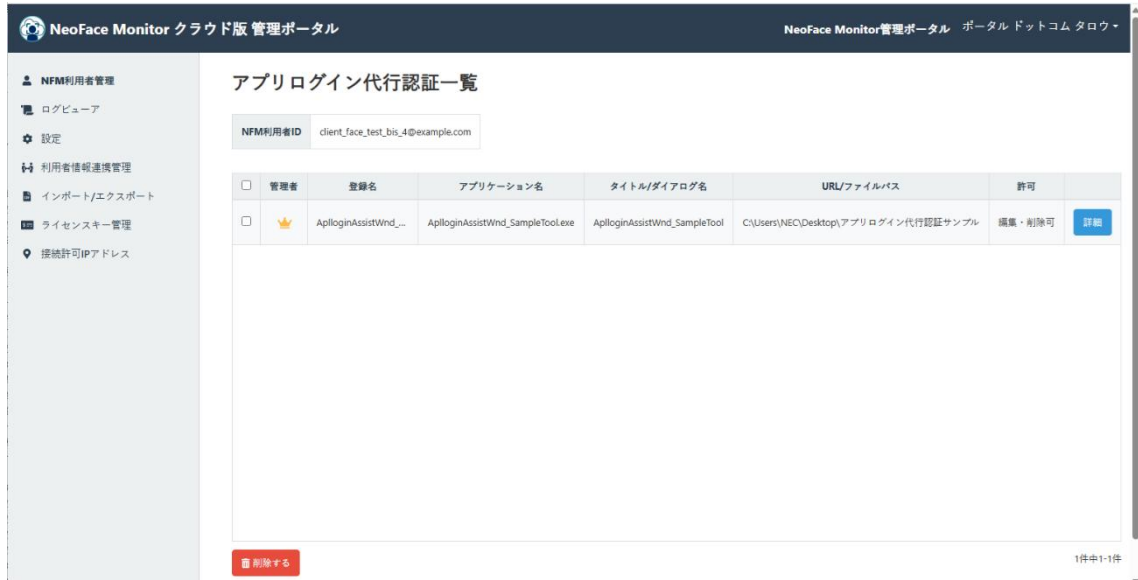 NeoFace Monitor クラウド版 管理ポータル
NeoFace Monitor管理ポータル ポータル ドットコム タロウ
NFM利用者管理
ログビューア
設定
利用者情報連携管理
インポート/エクスポート
ライセンスキー管理
接続許可IPアドレス
アプリログイン代行認証一覧
NFM利用者ID client_face_test_bis_4@example.com
管理者 登録名 アプリケーション名 タイトル/ダイアログ名 URL/ファイルパス 許可
AplloginAssistWnd_... AplloginAssistWnd_SampleTool.exe AplloginAssistWnd_SampleTool C:\Users\NEC\Desktop\アプリログイン代行認証サンプル 編集・削除可 詳細
削除する
1件中1-1件